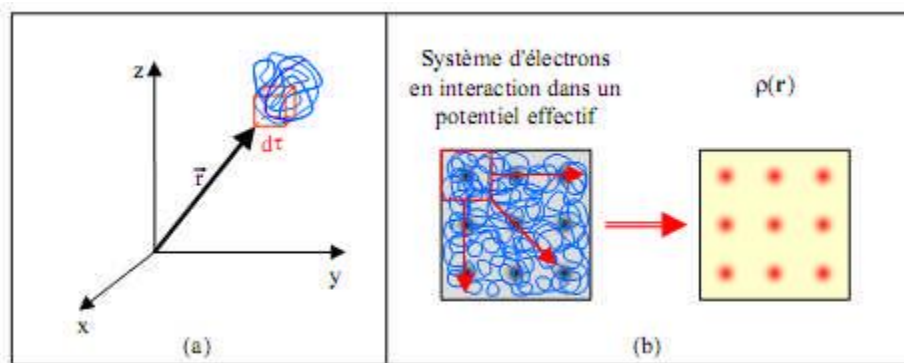 z
dτ
r⃗
y
x
(a)
Système d'électrons
en interaction dans un
potentiel effectif
ρ(r)
(b)